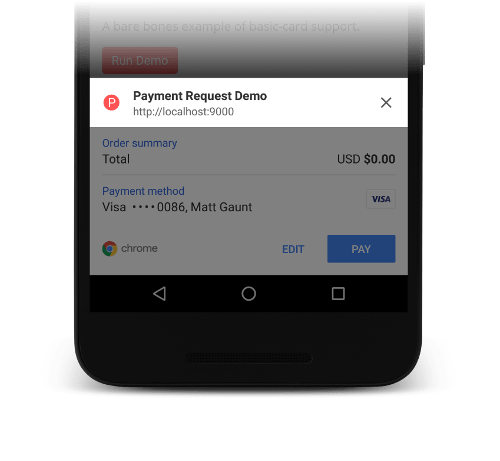 A bare bones example of basic-card support.
Run Demo
P
Payment Request Demo
http://localhost:9000
Order summary
Total USD $0.00
Payment method
Visa ••••0086, Matt Gaunt VISA
chrome EDIT PAY